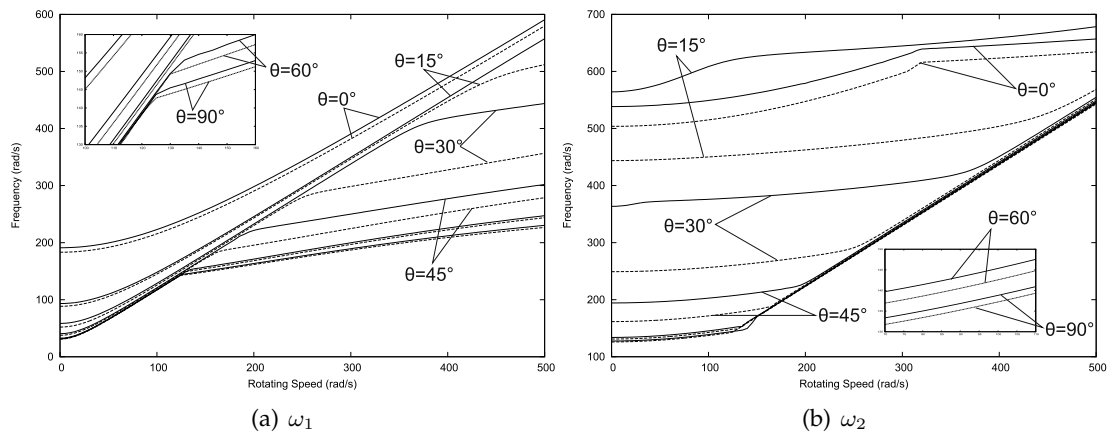 600
500
400
300
200
100
0
Frequency (rad/s)
0
100
200
300
400
500
Rotating Speed (rad/s)
θ=60°
θ=90°
θ=0°
θ=15°
θ=30°
θ=45°
(a) ω₁
700
600
500
400
300
200
100
Frequency (rad/s)
0
100
200
300
400
500
Rotating Speed (rad/s)
θ=15°
θ=0°
θ=30°
θ=60°
θ=45°
θ=90°
(b) ω₂